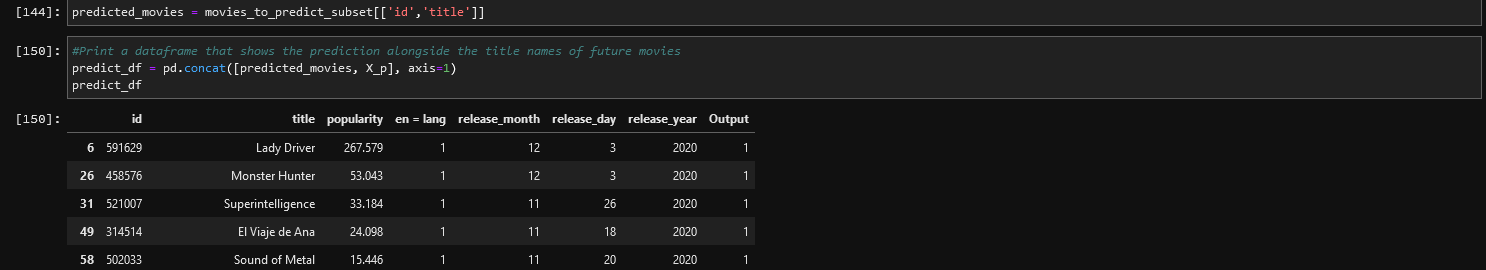 [144]: predicted_movies = movies_to_predict_subset[['id','title']]
[150]: #Print a dataframe that shows the prediction alongside the title names of future movies
predict_df = pd.concat([predicted_movies, X_p], axis=1)
predict_df
[150]: id title popularity en = lang release_month release_day release_year Output
6 591629 Lady Driver 267.579 1 12 3 2020 1
26 458576 Monster Hunter 53.043 1 12 3 2020 1
31 521007 Superintelligence 33.184 1 11 26 2020 1
49 314514 El Viaje de Ana 24.098 1 11 18 2020 1
58 502033 Sound of Metal 15.446 1 11 20 2020 1